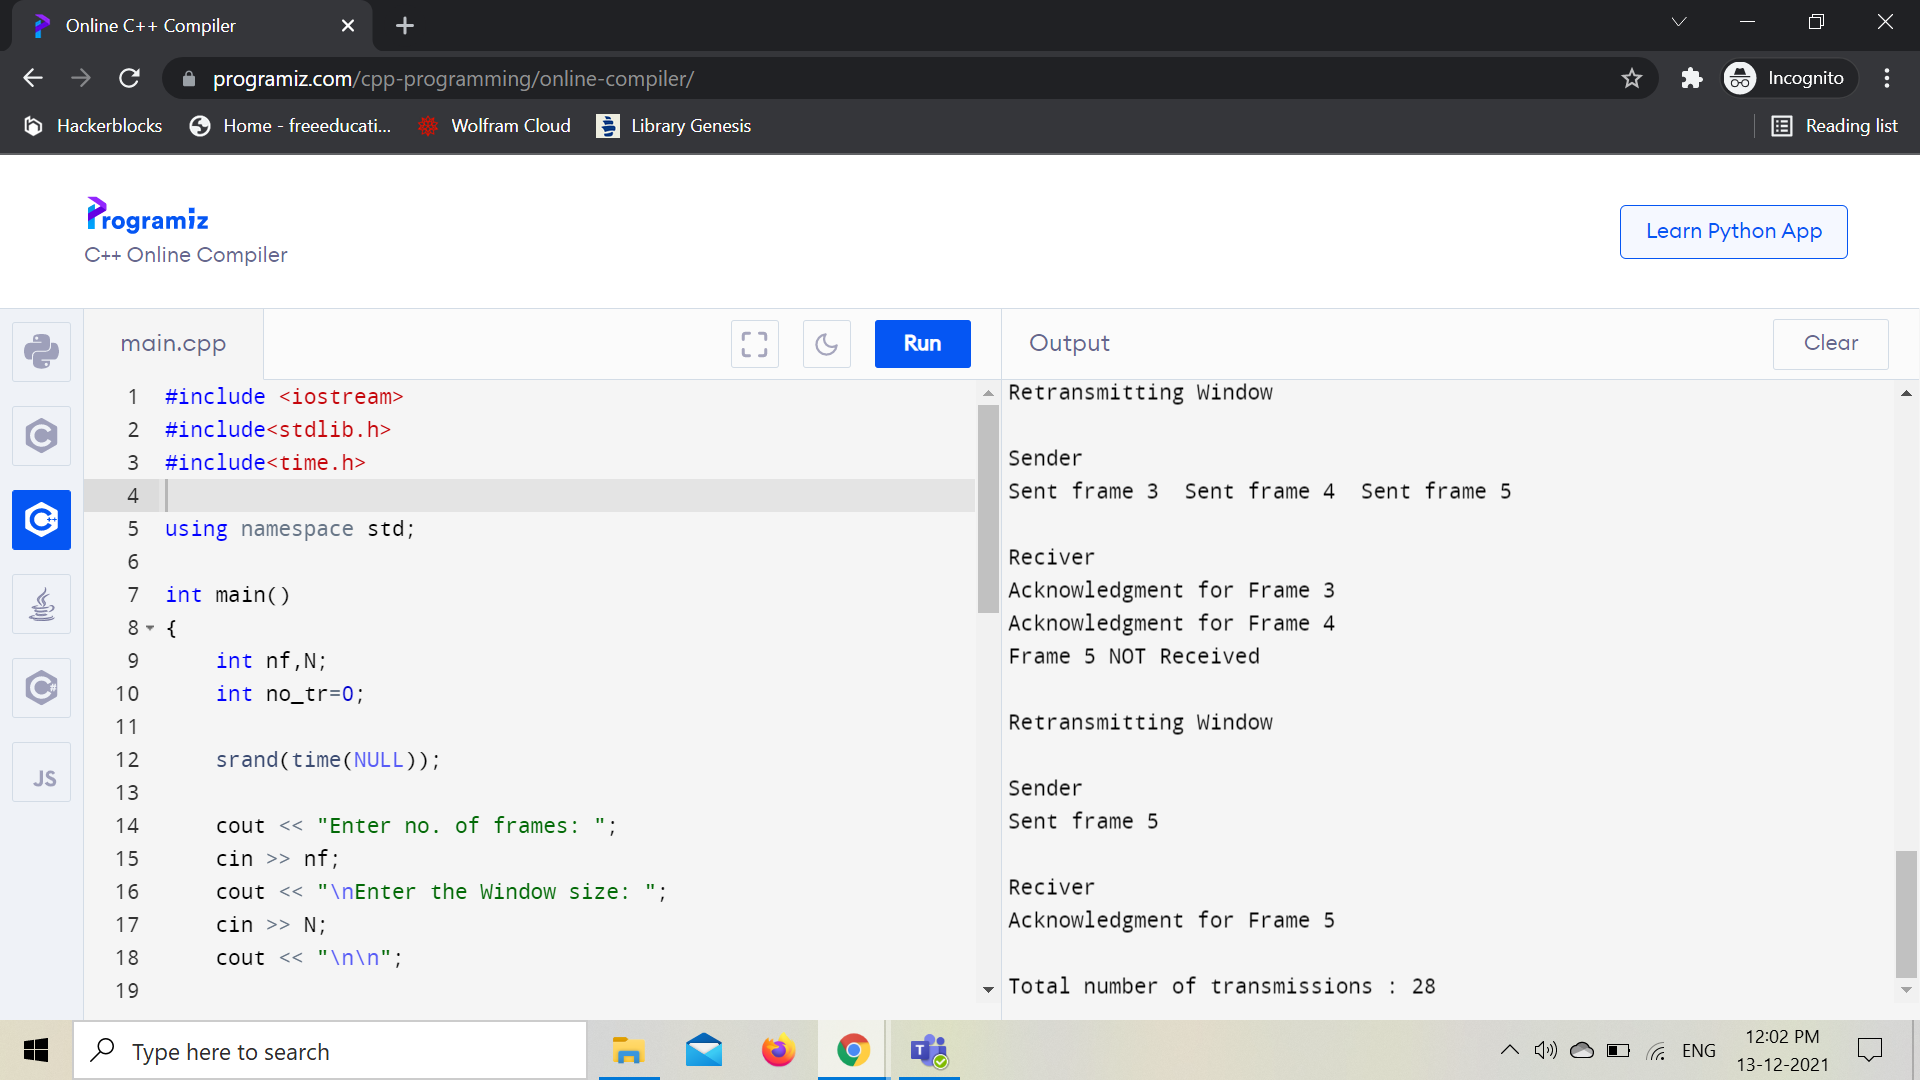 Online C++ Compiler
programiz.com/cpp-programming/online-compiler/
Incognito
Hackerblocks
Home - freeeducati...
Wolfram Cloud
Library Genesis
Reading list
Programiz
C++ Online Compiler
Learn Python App
main.cpp
Run
Output
Clear
JS
1 #include <iostream>
2 #include<stdlib.h>
3 #include<time.h>
4
5 using namespace std;
6
7 int main()
8 {
9 int nf,N;
10 int no_tr=0;
11
12 srand(time(NULL));
13
14 cout << "Enter no. of frames: ";
15 cin >> nf;
16 cout << "\nEnter the Window size: ";
17 cin >> N;
18 cout << "\n\n";
19
Retransmitting Window
Sender
Sent frame 3  Sent frame 4  Sent frame 5
Reciver
Acknowledgment for Frame 3
Acknowledgment for Frame 4
Frame 5 NOT Received
Retransmitting Window
Sender
Sent frame 5
Reciver
Acknowledgment for Frame 5
Total number of transmissions : 28
Type here to search
ENG
12:02 PM
13-12-2021